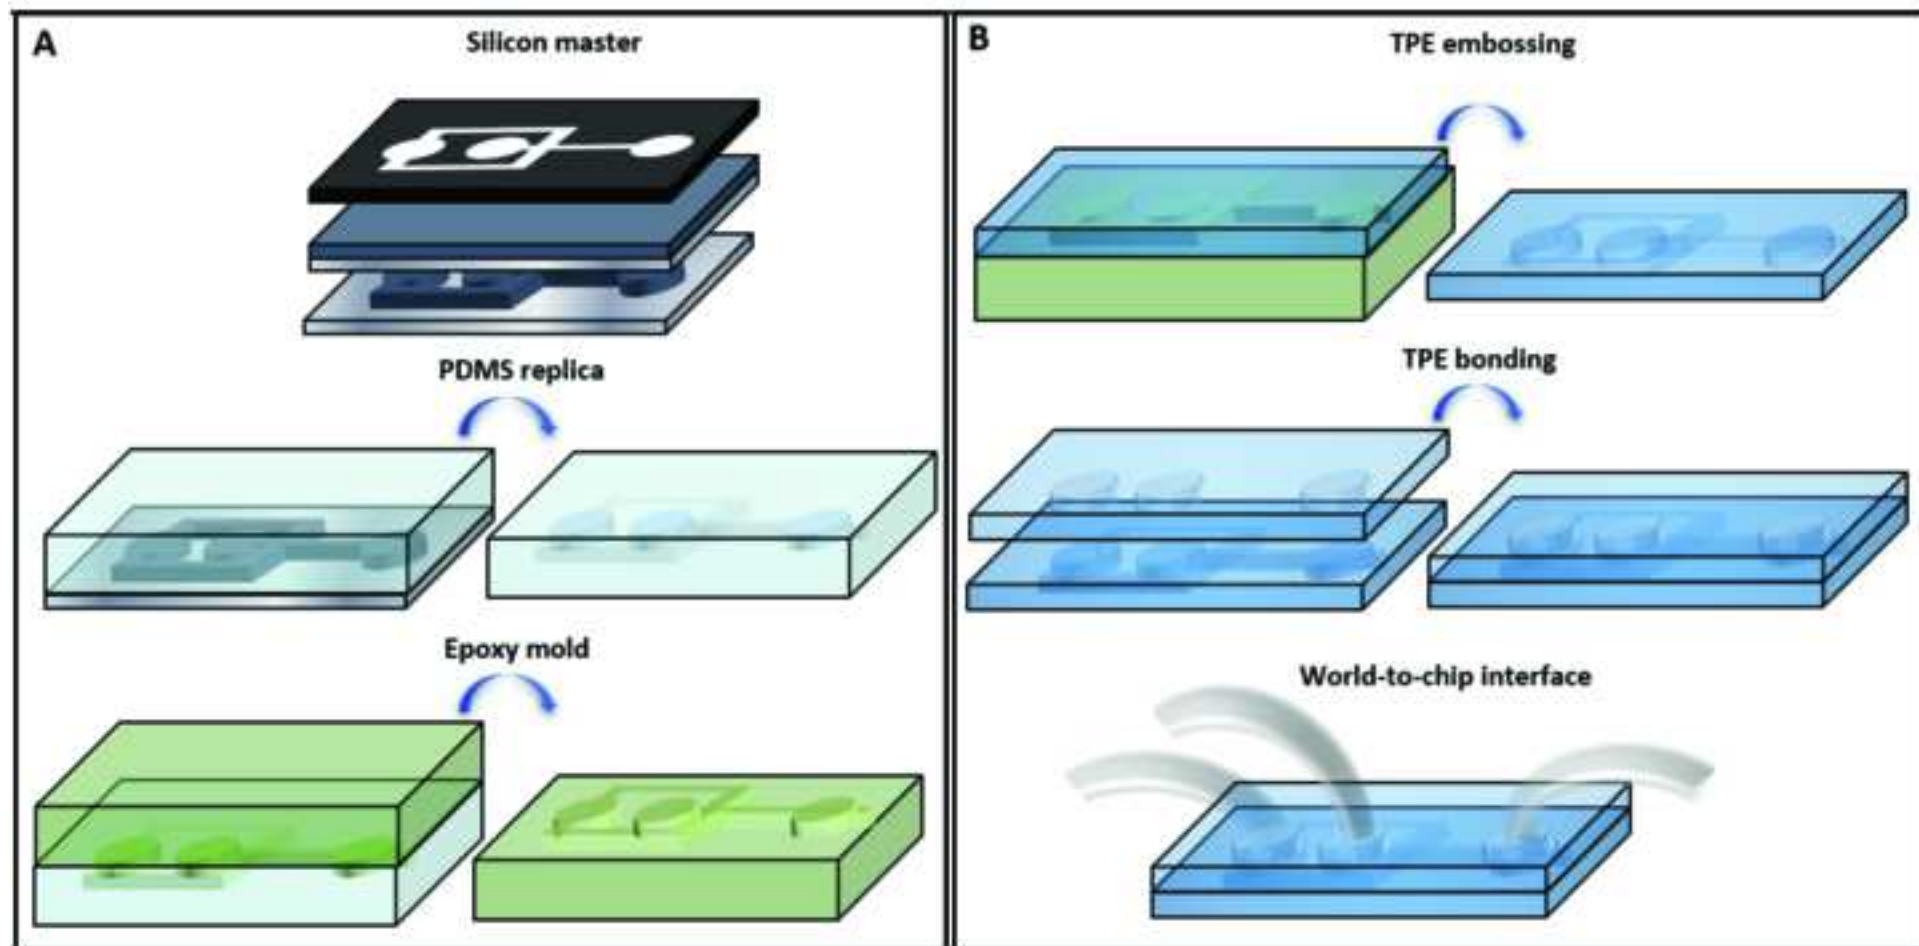 A
Silicon master
PDMS replica
Epoxy mold
B
TPE embossing
TPE bonding
World-to-chip interface